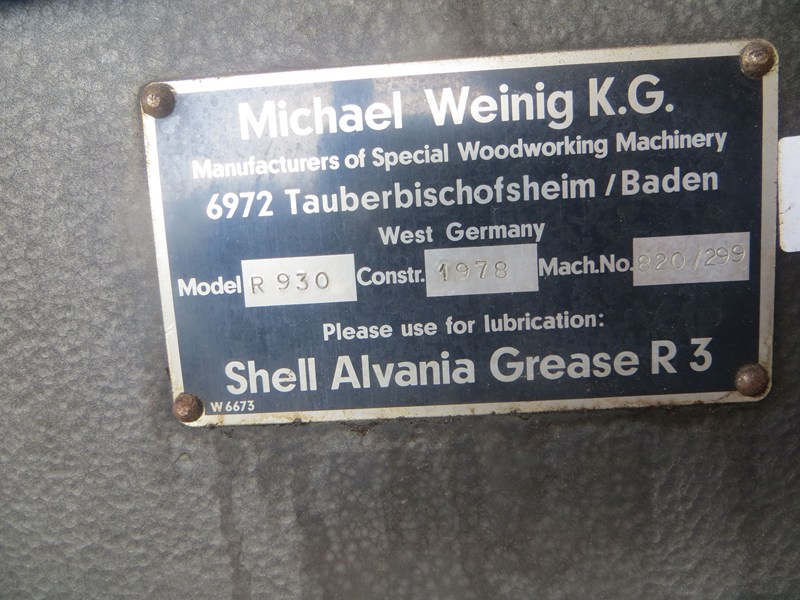 Michael Weinig K.G.
Manufacturers of Special Woodworking Machinery
6972 Tauberbischofsheim / Baden
West Germany
Model R 930 Constr. 1978 Mach.No. 820/299
Please use for lubrication:
Shell Alvania Grease R 3
W 6673